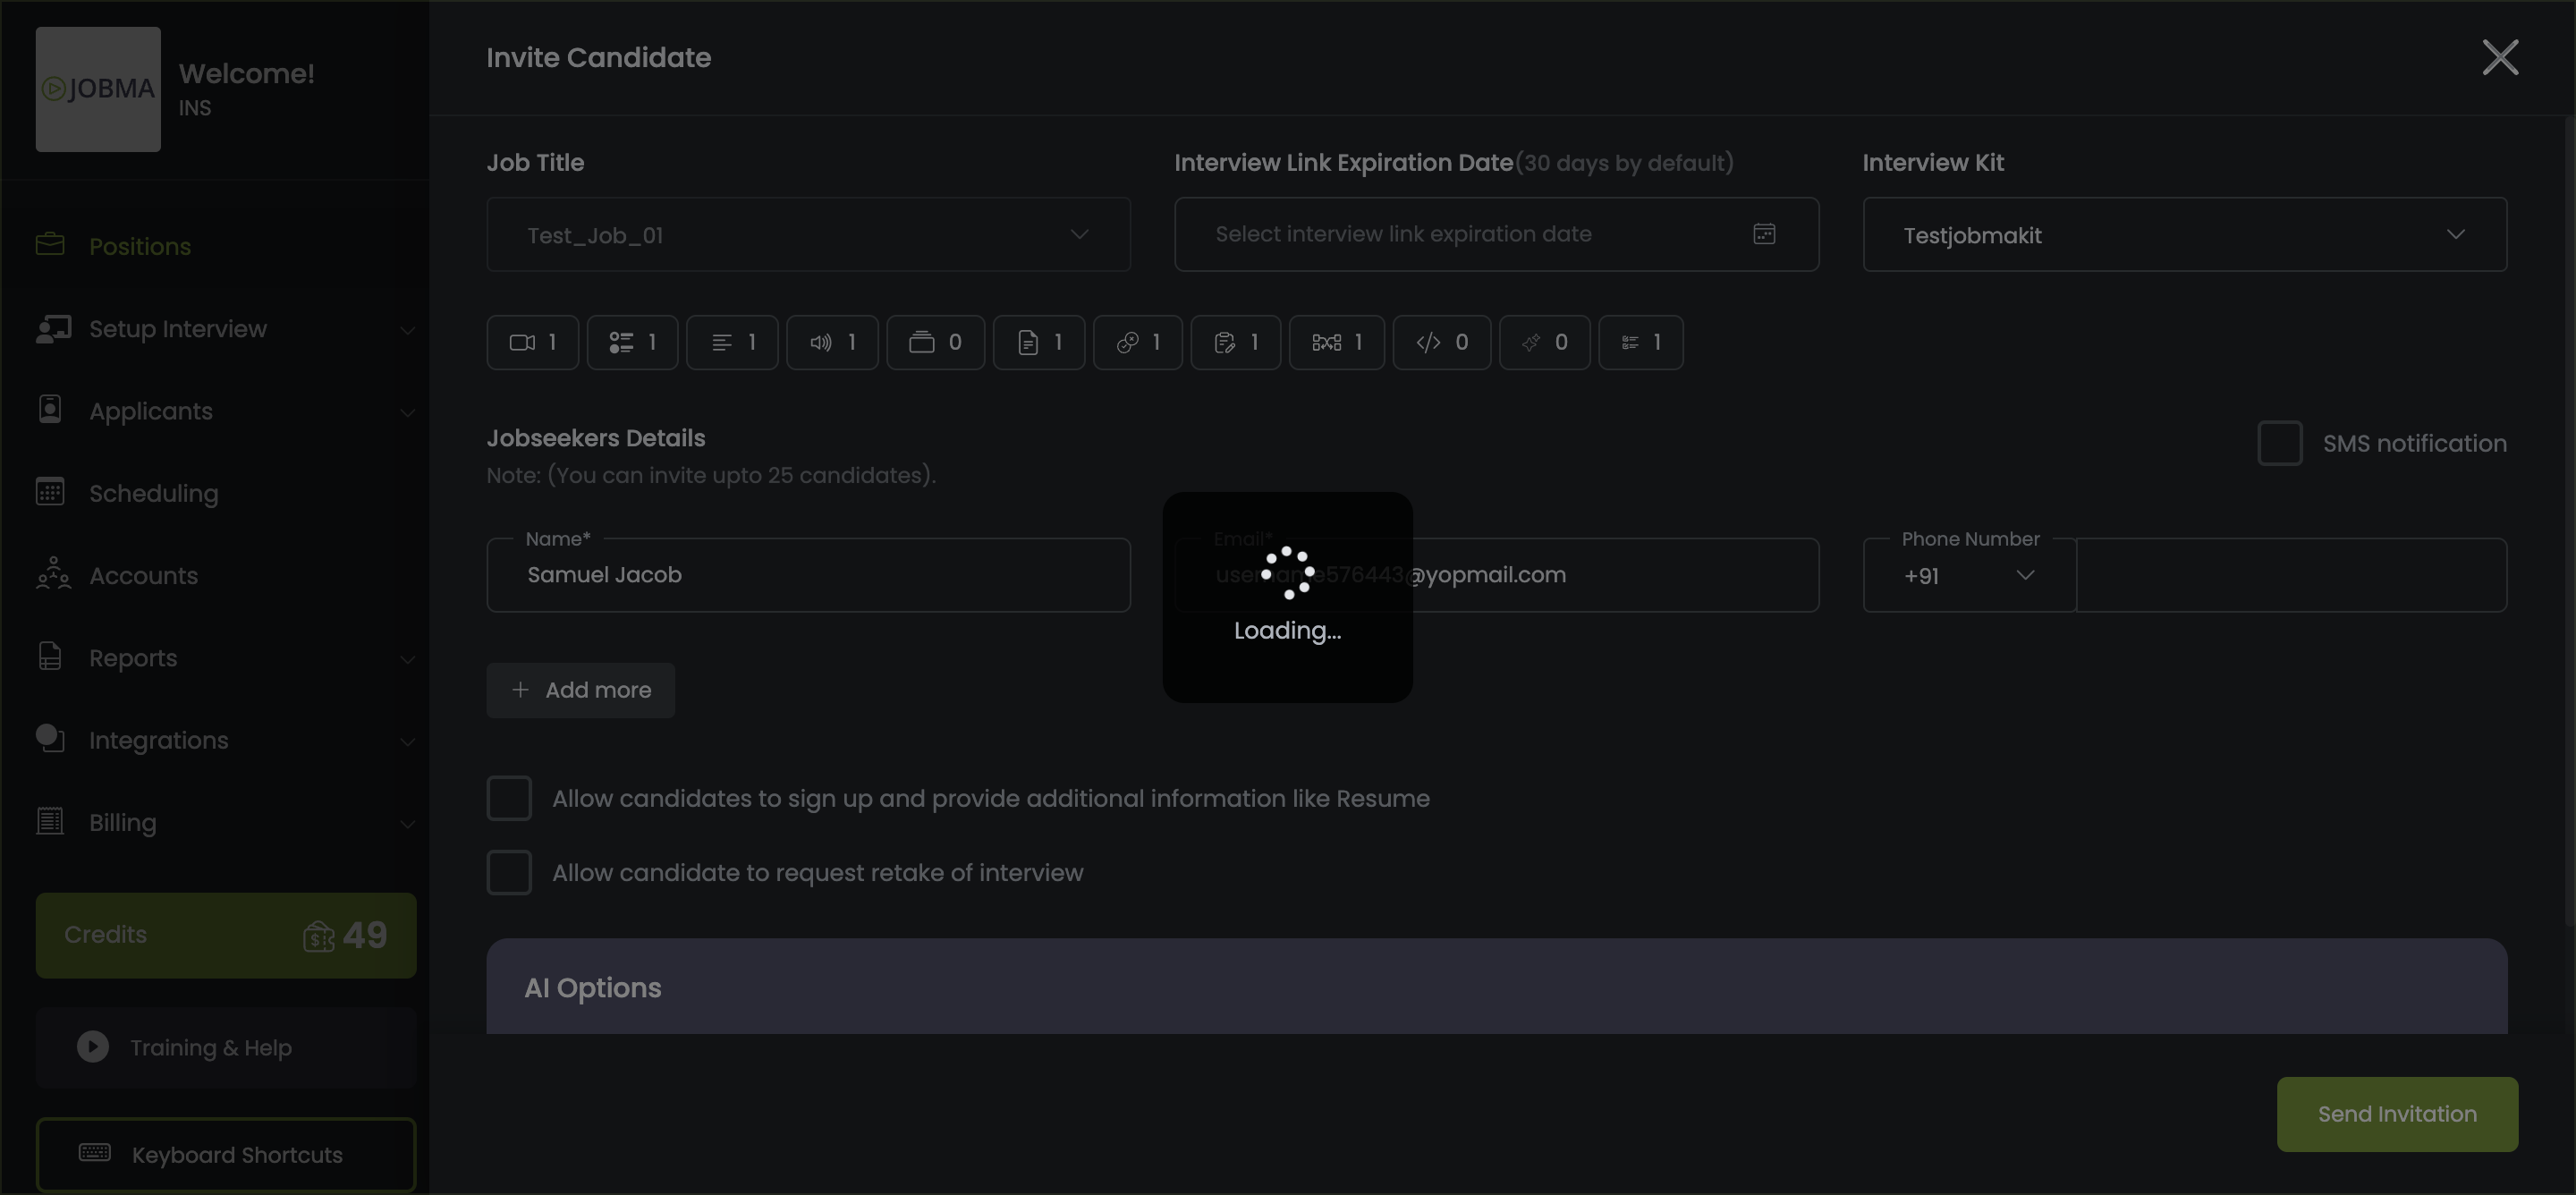 JOBMA
Welcome!
INS
Positions
Setup Interview
Applicants
Scheduling
Accounts
Reports
Integrations
Billing
Credits
49
Training & Help
Keyboard Shortcuts
Invite Candidate
Job Title
Test_Job_01
Interview Link Expiration Date(30 days by default)
Select interview link expiration date
Interview Kit
Testjobmakit
1 1 1 1 0 1 1 1 1 0 0 1
Jobseekers Details
Note: (You can invite upto 25 candidates).
SMS notification
Name*
Samuel Jacob
Email*
@yopmail.com
Phone Number
+91
Loading...
Add more
Allow candidates to sign up and provide additional information like Resume
Allow candidate to request retake of interview
AI Options
Send Invitation